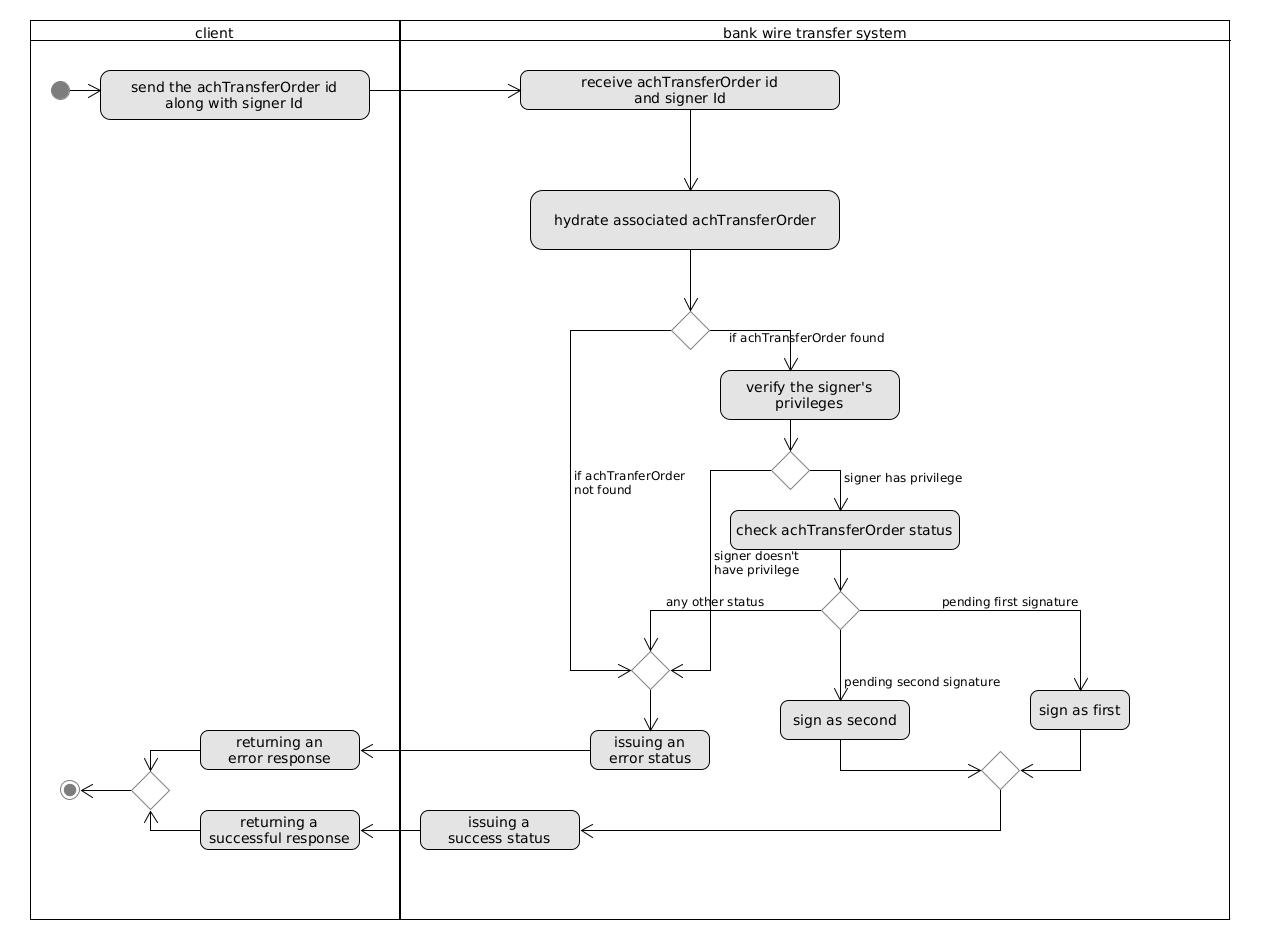 client
bank wire transfer system
send the achTransferOrder id
along with signer Id
receive achTransferOrder id
and signer Id
hydrate associated achTransferOrder
if achTransferOrder found
verify the signer's
privileges
if achTranferOrder
not found
signer has privilege
check achTransferOrder status
signer doesn't
have privilege
any other status
pending first signature
pending second signature
sign as second
sign as first
returning an
error response
issuing an
error status
returning a
successful response
issuing a
success status